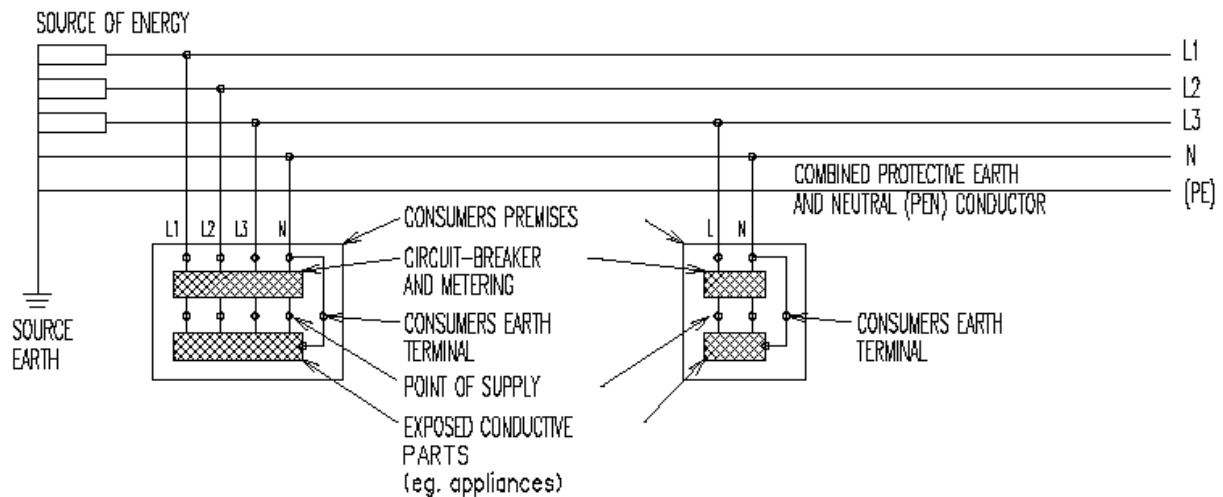 SOURCE OF ENERGY
L1
L2
L3
N
(PE)
COMBINED PROTECTIVE EARTH
AND NEUTRAL (PEN) CONDUCTOR
L1 L2 L3 N
CONSUMERS PREMISES
L N
CIRCUIT-BREAKER
AND METERING
SOURCE
EARTH
CONSUMERS EARTH
TERMINAL
CONSUMERS EARTH
TERMINAL
POINT OF SUPPLY
EXPOSED CONDUCTIVE
PARTS
(eg. appliances)